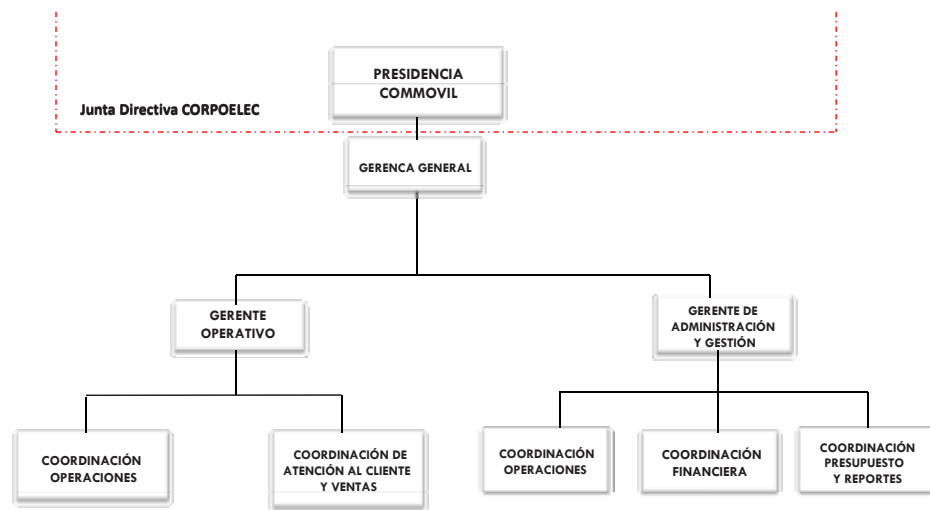 PRESIDENCIA
COMMOVIL
Junta Directiva CORPOELEC
GERENCA GENERAL
GERENTE
OPERATIVO
GERENTE DE
ADMINISTRACIÓN
Y GESTIÓN
COORDINACIÓN
OPERACIONES
COORDINACIÓN DE
ATENCIÓN AL CLIENTE
Y VENTAS
COORDINACIÓN
OPERACIONES
COORDINACIÓN
FINANCIERA
COORDINACIÓN
PRESUPUESTO
Y REPORTES